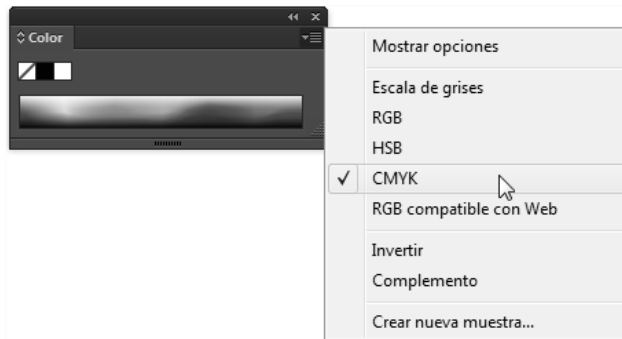 Color
Mostrar opciones
Escala de grises
RGB
HSB
CMYK
RGB compatible con Web
Invertir
Complemento
Crear nueva muestra...